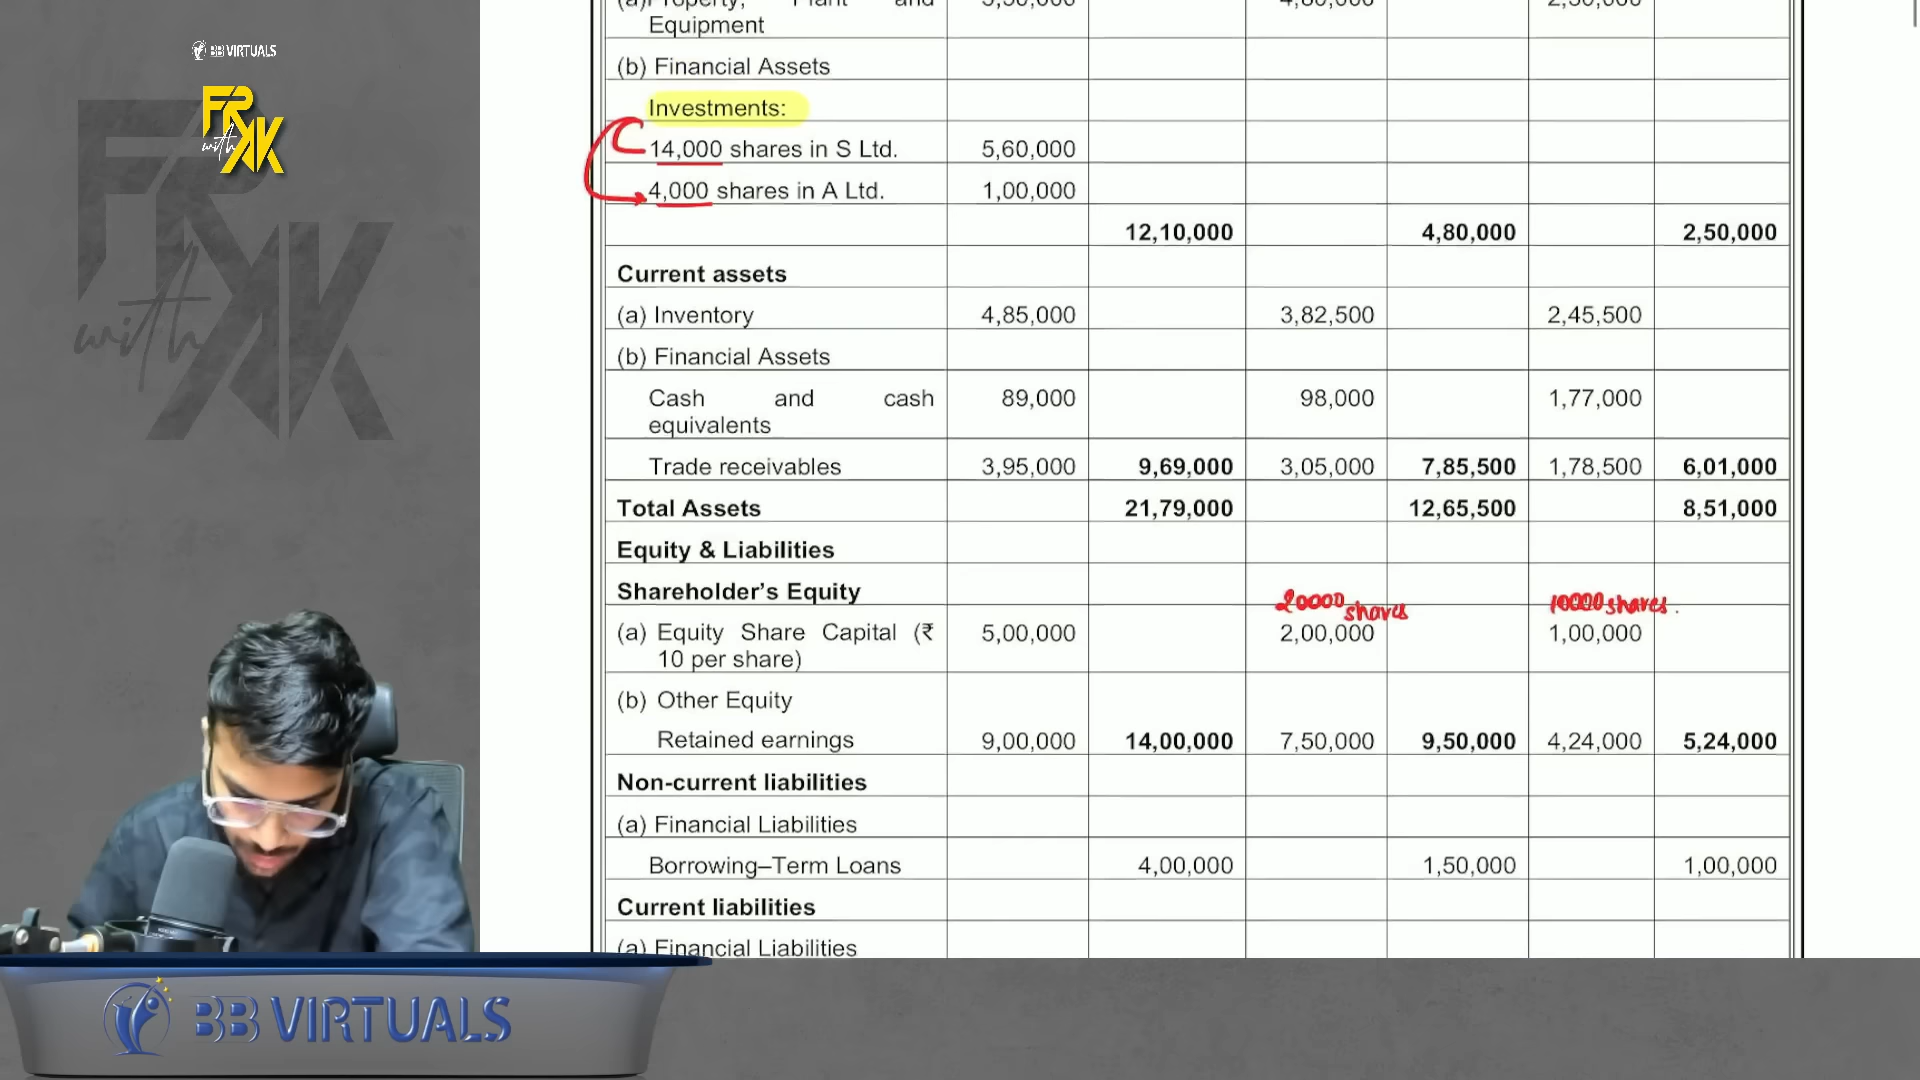 BB VIRTUALS
FR
with
KK
FR
with
KK
Equipment
(b) Financial Assets
Investments:
14,000 shares in S Ltd. 5,60,000
4,000 shares in A Ltd. 1,00,000
12,10,000 4,80,000 2,50,000
Current assets
(a) Inventory 4,85,000 3,82,500 2,45,500
(b) Financial Assets
Cash and cash 89,000 98,000 1,77,000
equivalents
Trade receivables 3,95,000 9,69,000 3,05,000 7,85,500 1,78,500 6,01,000
Total Assets 21,79,000 12,65,500 8,51,000
Equity & Liabilities
Shareholder’s Equity
20000 shares 10000 shares.
(a) Equity Share Capital (₹ 5,00,000 2,00,000 1,00,000
10 per share)
(b) Other Equity
Retained earnings 9,00,000 14,00,000 7,50,000 9,50,000 4,24,000 5,24,000
Non-current liabilities
(a) Financial Liabilities
Borrowing–Term Loans 4,00,000 1,50,000 1,00,000
Current liabilities
(a) Financial Liabilities
BB VIRTUALS